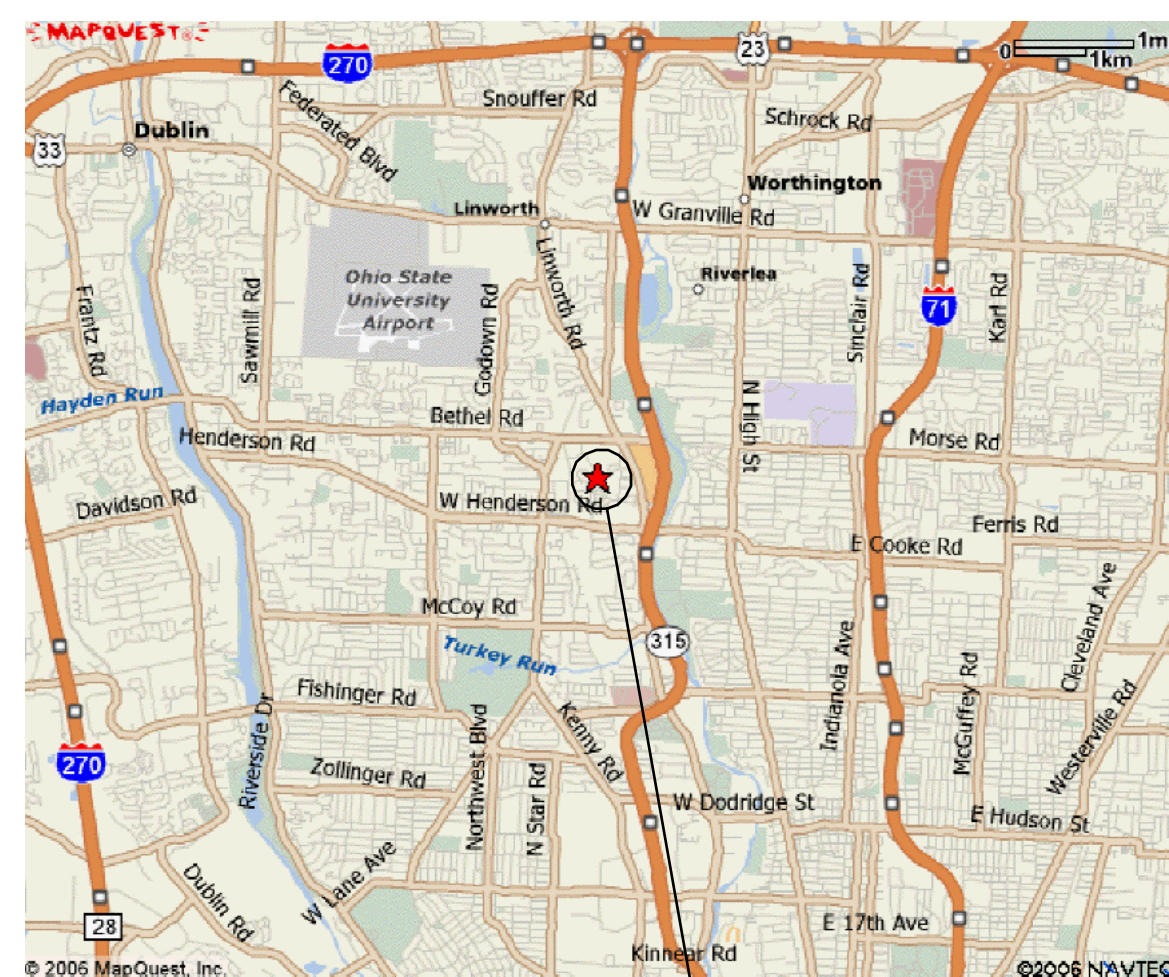 MAPQUEST®
270
23
0
1m
1km
Snouffer Rd
Federated Blvd
Schrock Rd
Dublin
33
Worthington
Linworth
W Granville Rd
Linworth Rd
Ohio State
University
Airport
Riverlea
Frantz Rd
Sawmill Rd
Godown Rd
Sinclair Rd
71
Karl Rd
Hayden Run
Bethel Rd
N High St
Henderson Rd
Morse Rd
Davidson Rd
W Henderson Rd
Ferris Rd
E Cooke Rd
McCoy Rd
Turkey Run
315
Indianola Ave
Cleveland Ave
McGuffey Rd
Westerville Rd
Fishinger Rd
Riverside Dr
Kenny Rd
270
Zollinger Rd
Northwest Blvd
N Star Rd
W Dodridge St
E Hudson St
W Lane Ave
Dublin Rd
28
E 17th Ave
Kinnear Rd
© 2006 MapQuest, Inc.
©2006 NAVTEQ